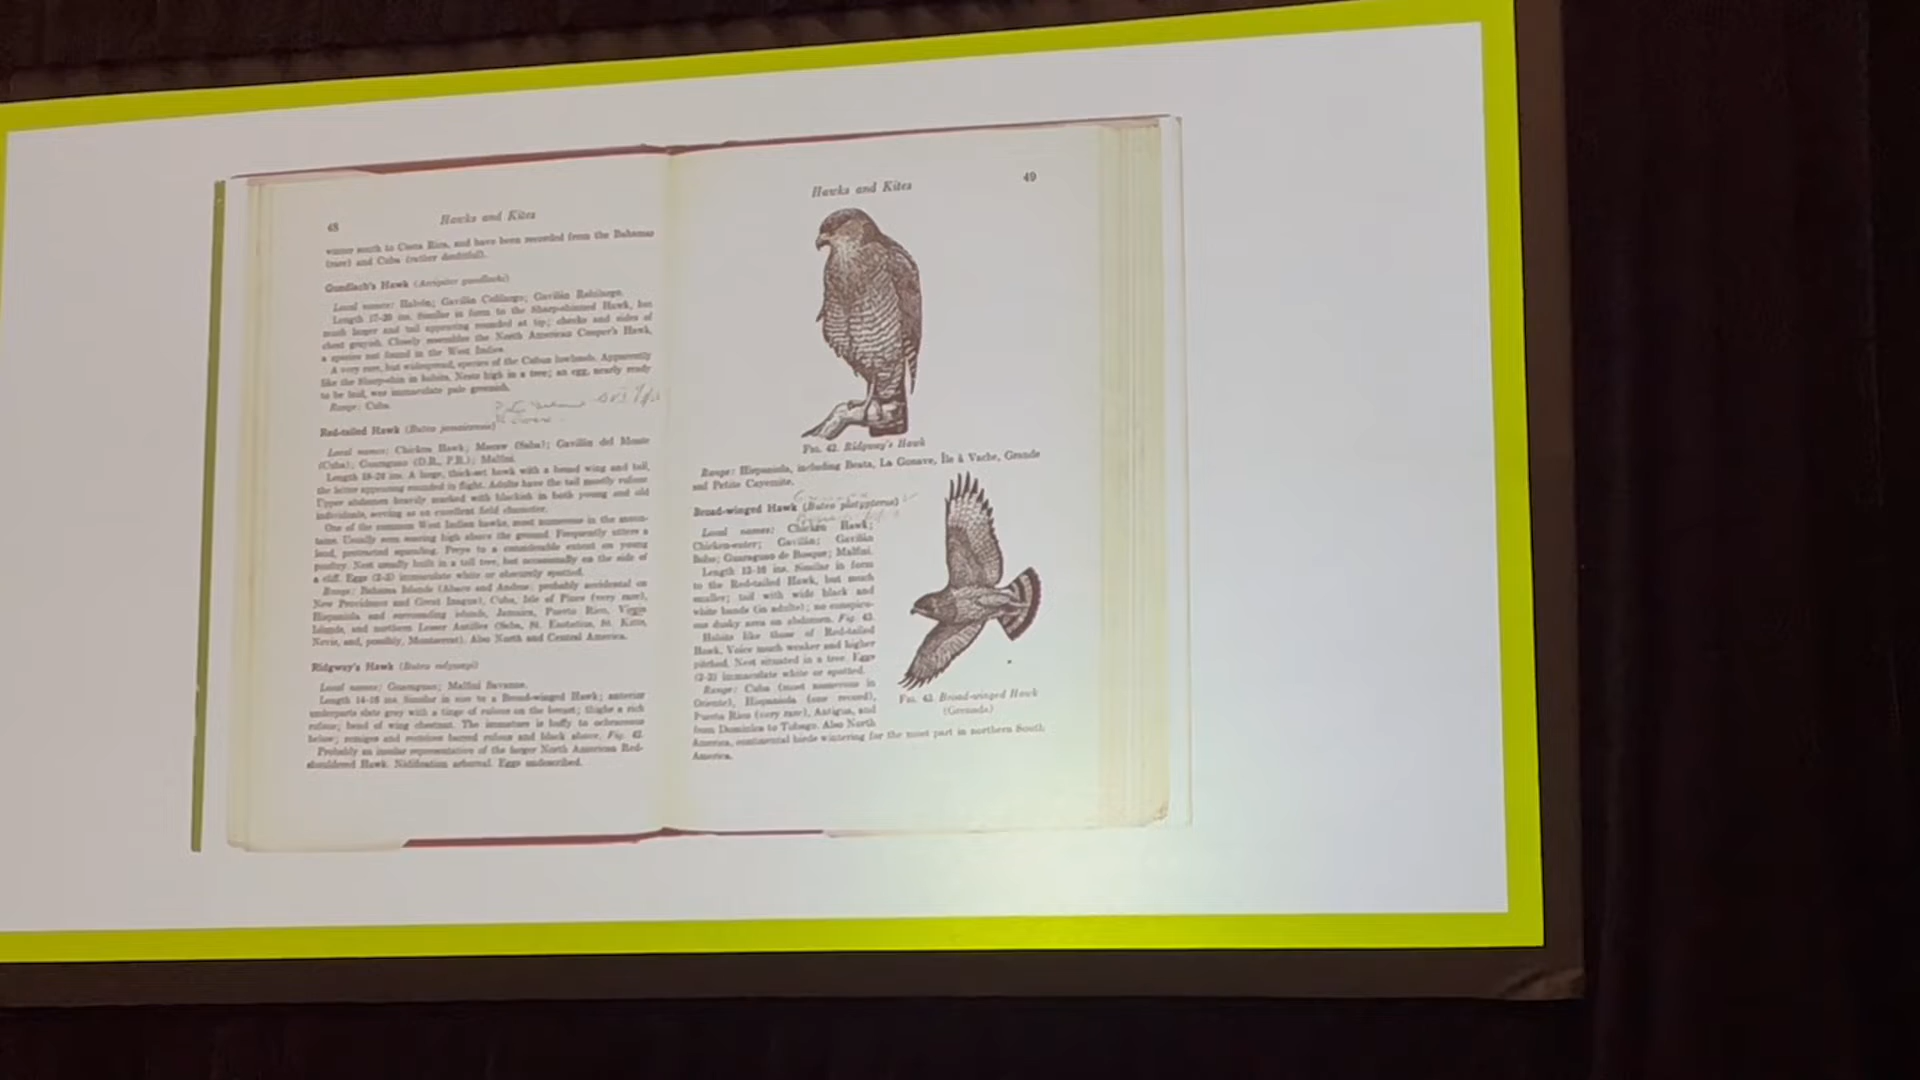 48
Hawks and Kites
winter south to Costa Rica, and have been recorded from the Bahamas
(rare) and Cuba (rather doubtful).
Gundlach's Hawk (Accipiter gundlachi)
Local names: Halcón; Gavilán Colilargo; Gavilán Rabilargo.
Length 17-20 ins. Similar in form to the Sharp-shinned Hawk, but
much larger and tail appearing rounded at tip; cheeks and sides of
chest grayish. Closely resembles the North American Cooper's Hawk,
a species not found in the West Indies.
A very rare, but widespread, species of the Cuban lowlands. Apparently
like the Sharp-shin in habits. Nests high in a tree; an egg, nearly ready
to be laid, was immaculate pale greenish.
Range: Cuba.
Red-tailed Hawk (Buteo jamaicensis)
Local names: Chicken Hawk; (Saba); Gavilán del Monte
(Cuba); Guaraguao (D.R., P.R.); Malfini.
Length 18-24 ins. A large, thick-set hawk with a broad wing and tail,
the latter appearing rounded in flight. Adults have the tail mostly rufous.
Upper abdomen heavily marked with blackish in both young and old
individuals, serving as an excellent field character.
One of the common West Indian hawks, most numerous in the moun-
tains. Usually seen soaring high above the ground. Frequently utters a
loud, protracted squealing. Preys to a considerable extent on young
poultry. Nest usually built in a tall tree, but occasionally on the side of
a cliff. Eggs (2-3) immaculate white or obscurely spotted.
Range: Bahama Islands (Abaco and Andros; probably accidental on
New Providence and Great Inagua), Cuba, Isle of Pines (very rare),
Hispaniola and surrounding islands, Jamaica, Puerto Rico, Virgin
Islands, and northern Lesser Antilles (Saba, St. Eustatius, St. Kitts,
Nevis, and, possibly, Montserrat). Also North and Central America.
Ridgway's Hawk (Buteo ridgwayi)
Local names: Guaraguao; Malfini Savanne.
Length 14-16 ins. Similar in size to a Broad-winged Hawk; anterior
underparts slate gray with a tinge of rufous on the breast; thighs a rich
rufous; bend of wing chestnut. The immature is buffy to ochraceous
below; remiges and rectrices barred rufous and black above. Fig. 42.
Probably an insular representative of the larger North American Red-
shouldered Hawk. Nidification arboreal. Eggs undescribed.
Hawks and Kites
49
Fig. 42. Ridgway's Hawk
Range: Hispaniola, including Beata, La Gonave, Île à Vache, Grande
and Petite Cayemite.
Broad-winged Hawk (Buteo platypterus)
Local names: Chicken Hawk;
Chicken-eater; Gavilán; Gavilán
Bobo; Guaraguao de Bosque; Malfini.
Length 13-16 ins. Similar in form
to the Red-tailed Hawk, but much
smaller; tail with wide black and
white bands (in adults); no conspicu-
ous dusky area on abdomen. Fig. 43.
Habits like those of Red-tailed
Hawk. Voice much weaker and higher
pitched. Nest situated in a tree. Eggs
(2-3) immaculate white or spotted.
Range: Cuba (most numerous in
Oriente), Hispaniola (one record),
Puerto Rico (very rare), Antigua, and
from Dominica to Tobago. Also North
America, continental birds wintering for the most part in northern South
America.
Fig. 43. Broad-winged Hawk
(Grenada)